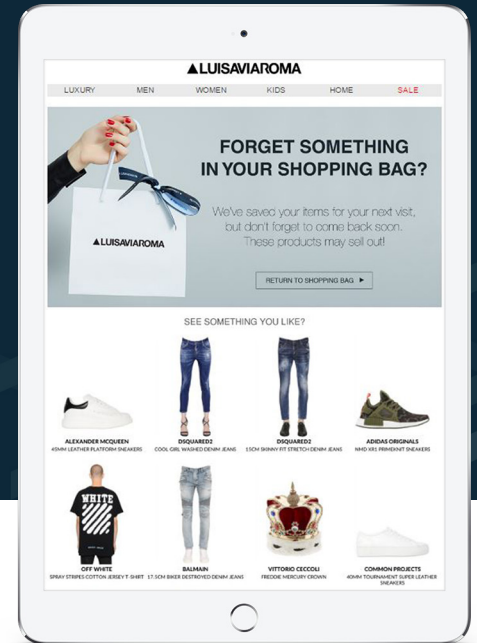 LUISAVIAROMA
LUXURY MEN WOMEN KIDS HOME SALE
FORGET SOMETHING
IN YOUR SHOPPING BAG?
We've saved your items for your next visit,
but don't forget to come back soon.
These products may sell out!
LUISAVIAROMA
RETURN TO SHOPPING BAG
SEE SOMETHING YOU LIKE?
ALEXANDER MCQUEEN
45MM LEATHER PLATFORM SNEAKERS
DSQUARED2
COOL GIRL WASHED DENIM JEANS
DSQUARED2
15CM SKINNY FIT STRETCH DENIM JEANS
ADIDAS ORIGINALS
NMD XR1 PRIMEKNIT SNEAKERS
WHITE
OFF WHITE
SPRAY STRIPES COTTON JERSEY T-SHIRT
BALMAIN
17.5CM BIKER DESTROYED DENIM JEANS
VITTORIO CECCOLI
FREDDIE MERCURY CROWN
COMMON PROJECTS
40MM TOURNAMENT SUPER LEATHER
SNEAKERS